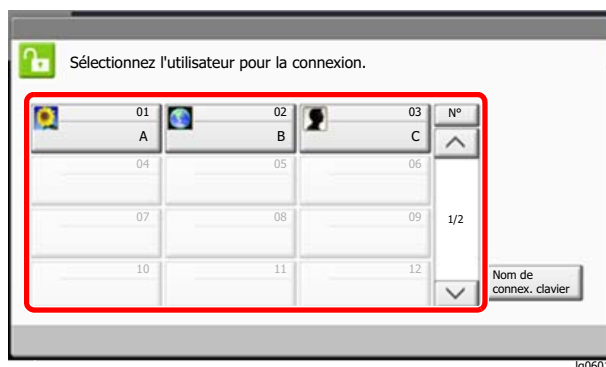 Sélectionnez l'utilisateur pour la connexion.
01 02 03 N°
A B C
04 05 06
07 08 09 1/2
10 11 12
Nom de
connex. clavier